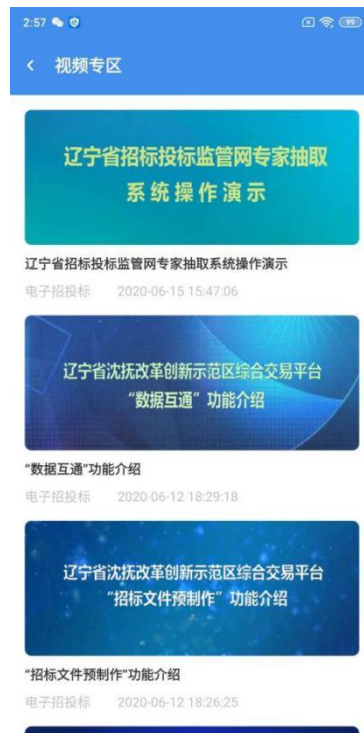 2:57
99
视频专区
辽宁省招标投标监管网专家抽取
系统操作演示
辽宁省招标投标监管网专家抽取系统操作演示
电子招投标 2020-06-15 15:47:06
辽宁省沈抚改革创新示范区综合交易平台
“数据互通”功能介绍
“数据互通”功能介绍
电子招投标 2020-06-12 18:29:18
辽宁省沈抚改革创新示范区综合交易平台
“招标文件预制作”功能介绍
“招标文件预制作”功能介绍
电子招投标 2020-06-12 18:26:25